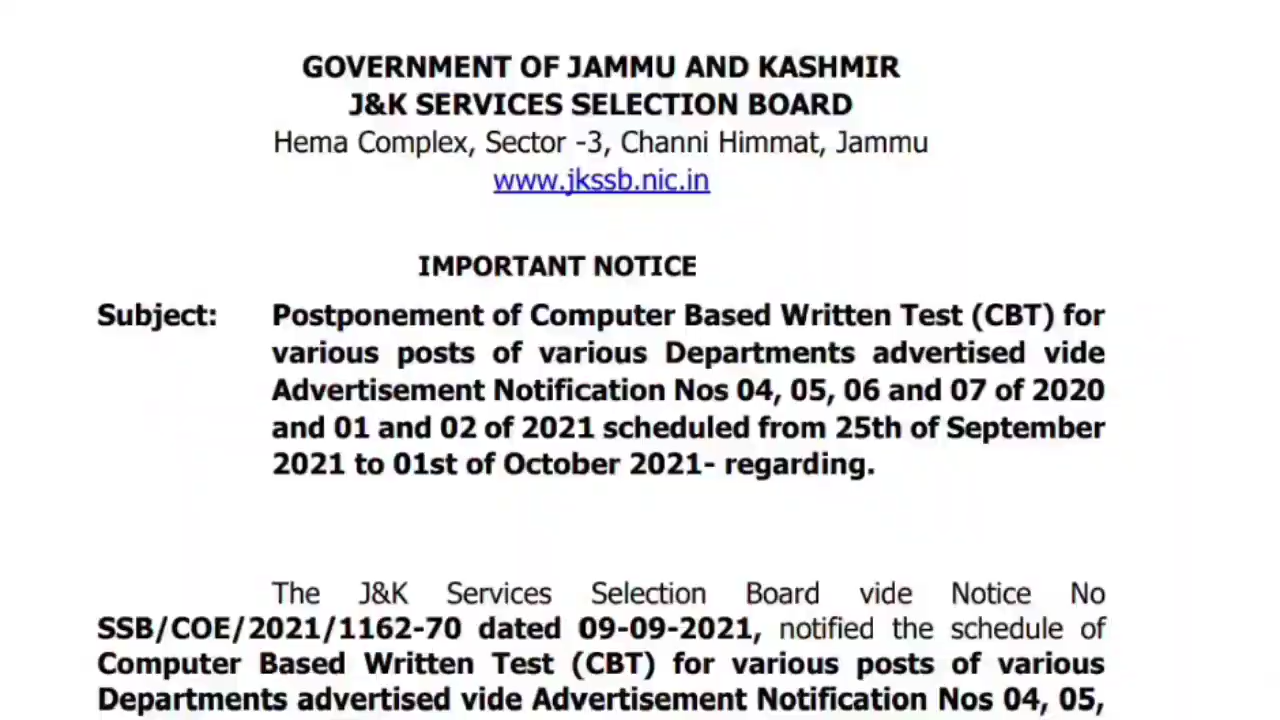 GOVERNMENT OF JAMMU AND KASHMIR
J&K SERVICES SELECTION BOARD
Hema Complex, Sector -3, Channi Himmat, Jammu
www.jkssb.nic.in
IMPORTANT NOTICE
Subject: Postponement of Computer Based Written Test (CBT) for
various posts of various Departments advertised vide
Advertisement Notification Nos 04, 05, 06 and 07 of 2020
and 01 and 02 of 2021 scheduled from 25th of September
2021 to 01st of October 2021- regarding.
The J&K Services Selection Board vide Notice No
SSB/COE/2021/1162-70 dated 09-09-2021, notified the schedule of
Computer Based Written Test (CBT) for various posts of various
Departments advertised vide Advertisement Notification Nos 04, 05,